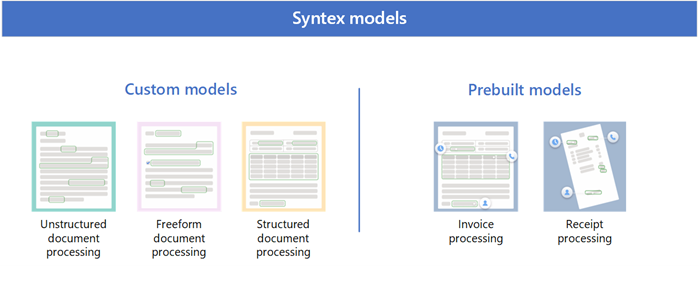 Syntex models
Custom models
Prebuilt models
Unstructured
document
processing
Freeform
document
processing
Structured
document
processing
Invoice
processing
Receipt
processing